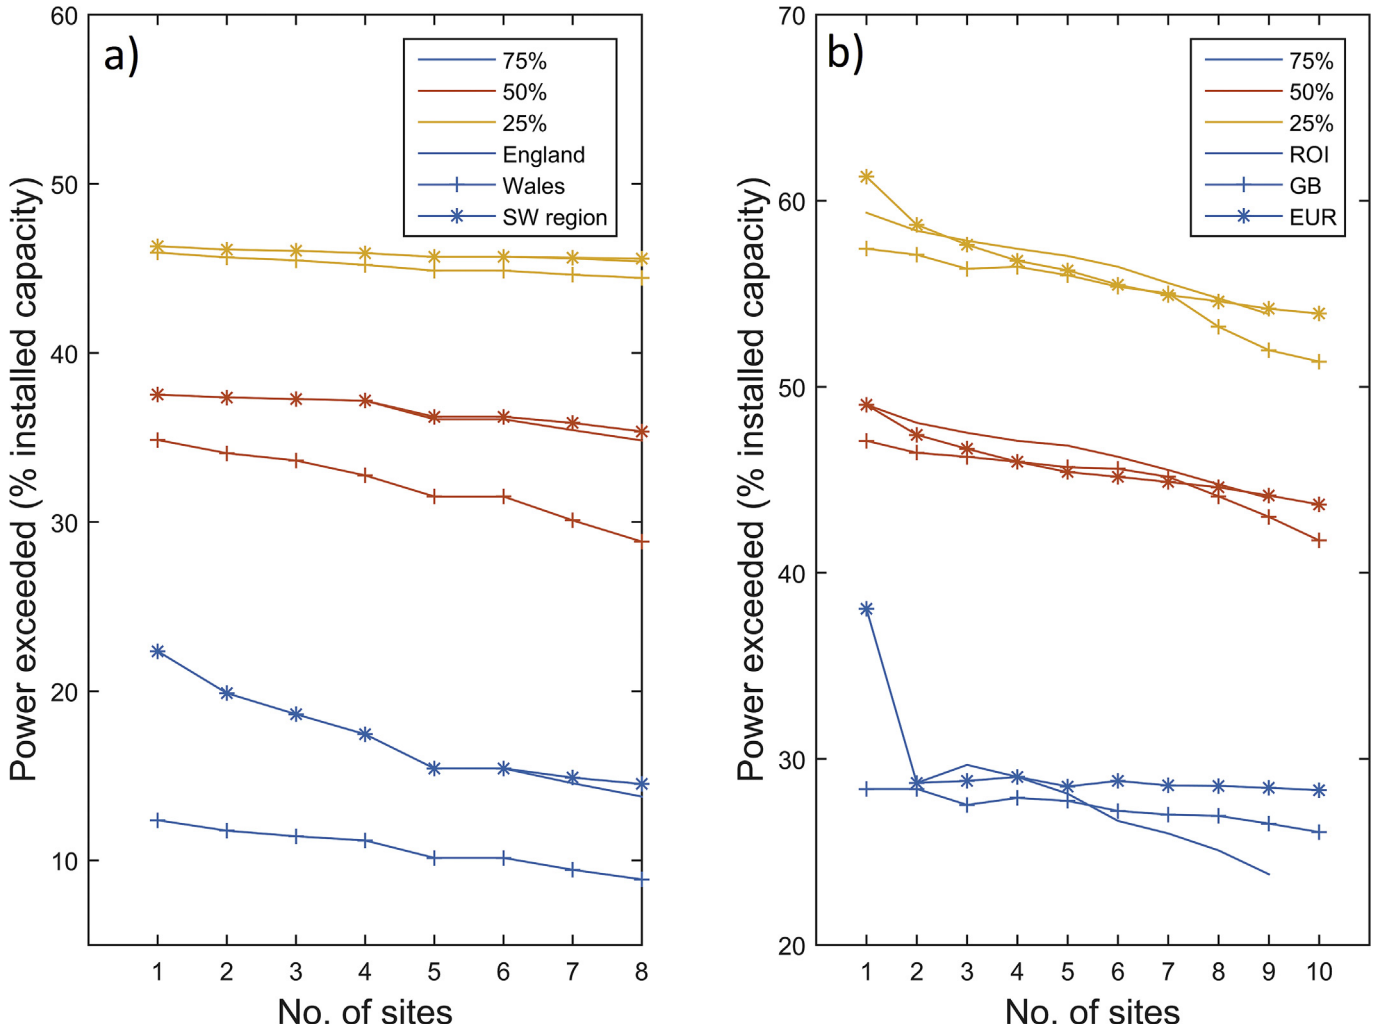 a)
75%
50%
25%
England
Wales
SW region
60
50
40
30
20
10
1 2 3 4 5 6 7 8
No. of sites
Power exceeded (% installed capacity)
b)
75%
50%
25%
ROI
GB
EUR
70
60
50
40
30
20
1 2 3 4 5 6 7 8 9 10
No. of sites
Power exceeded (% installed capacity)